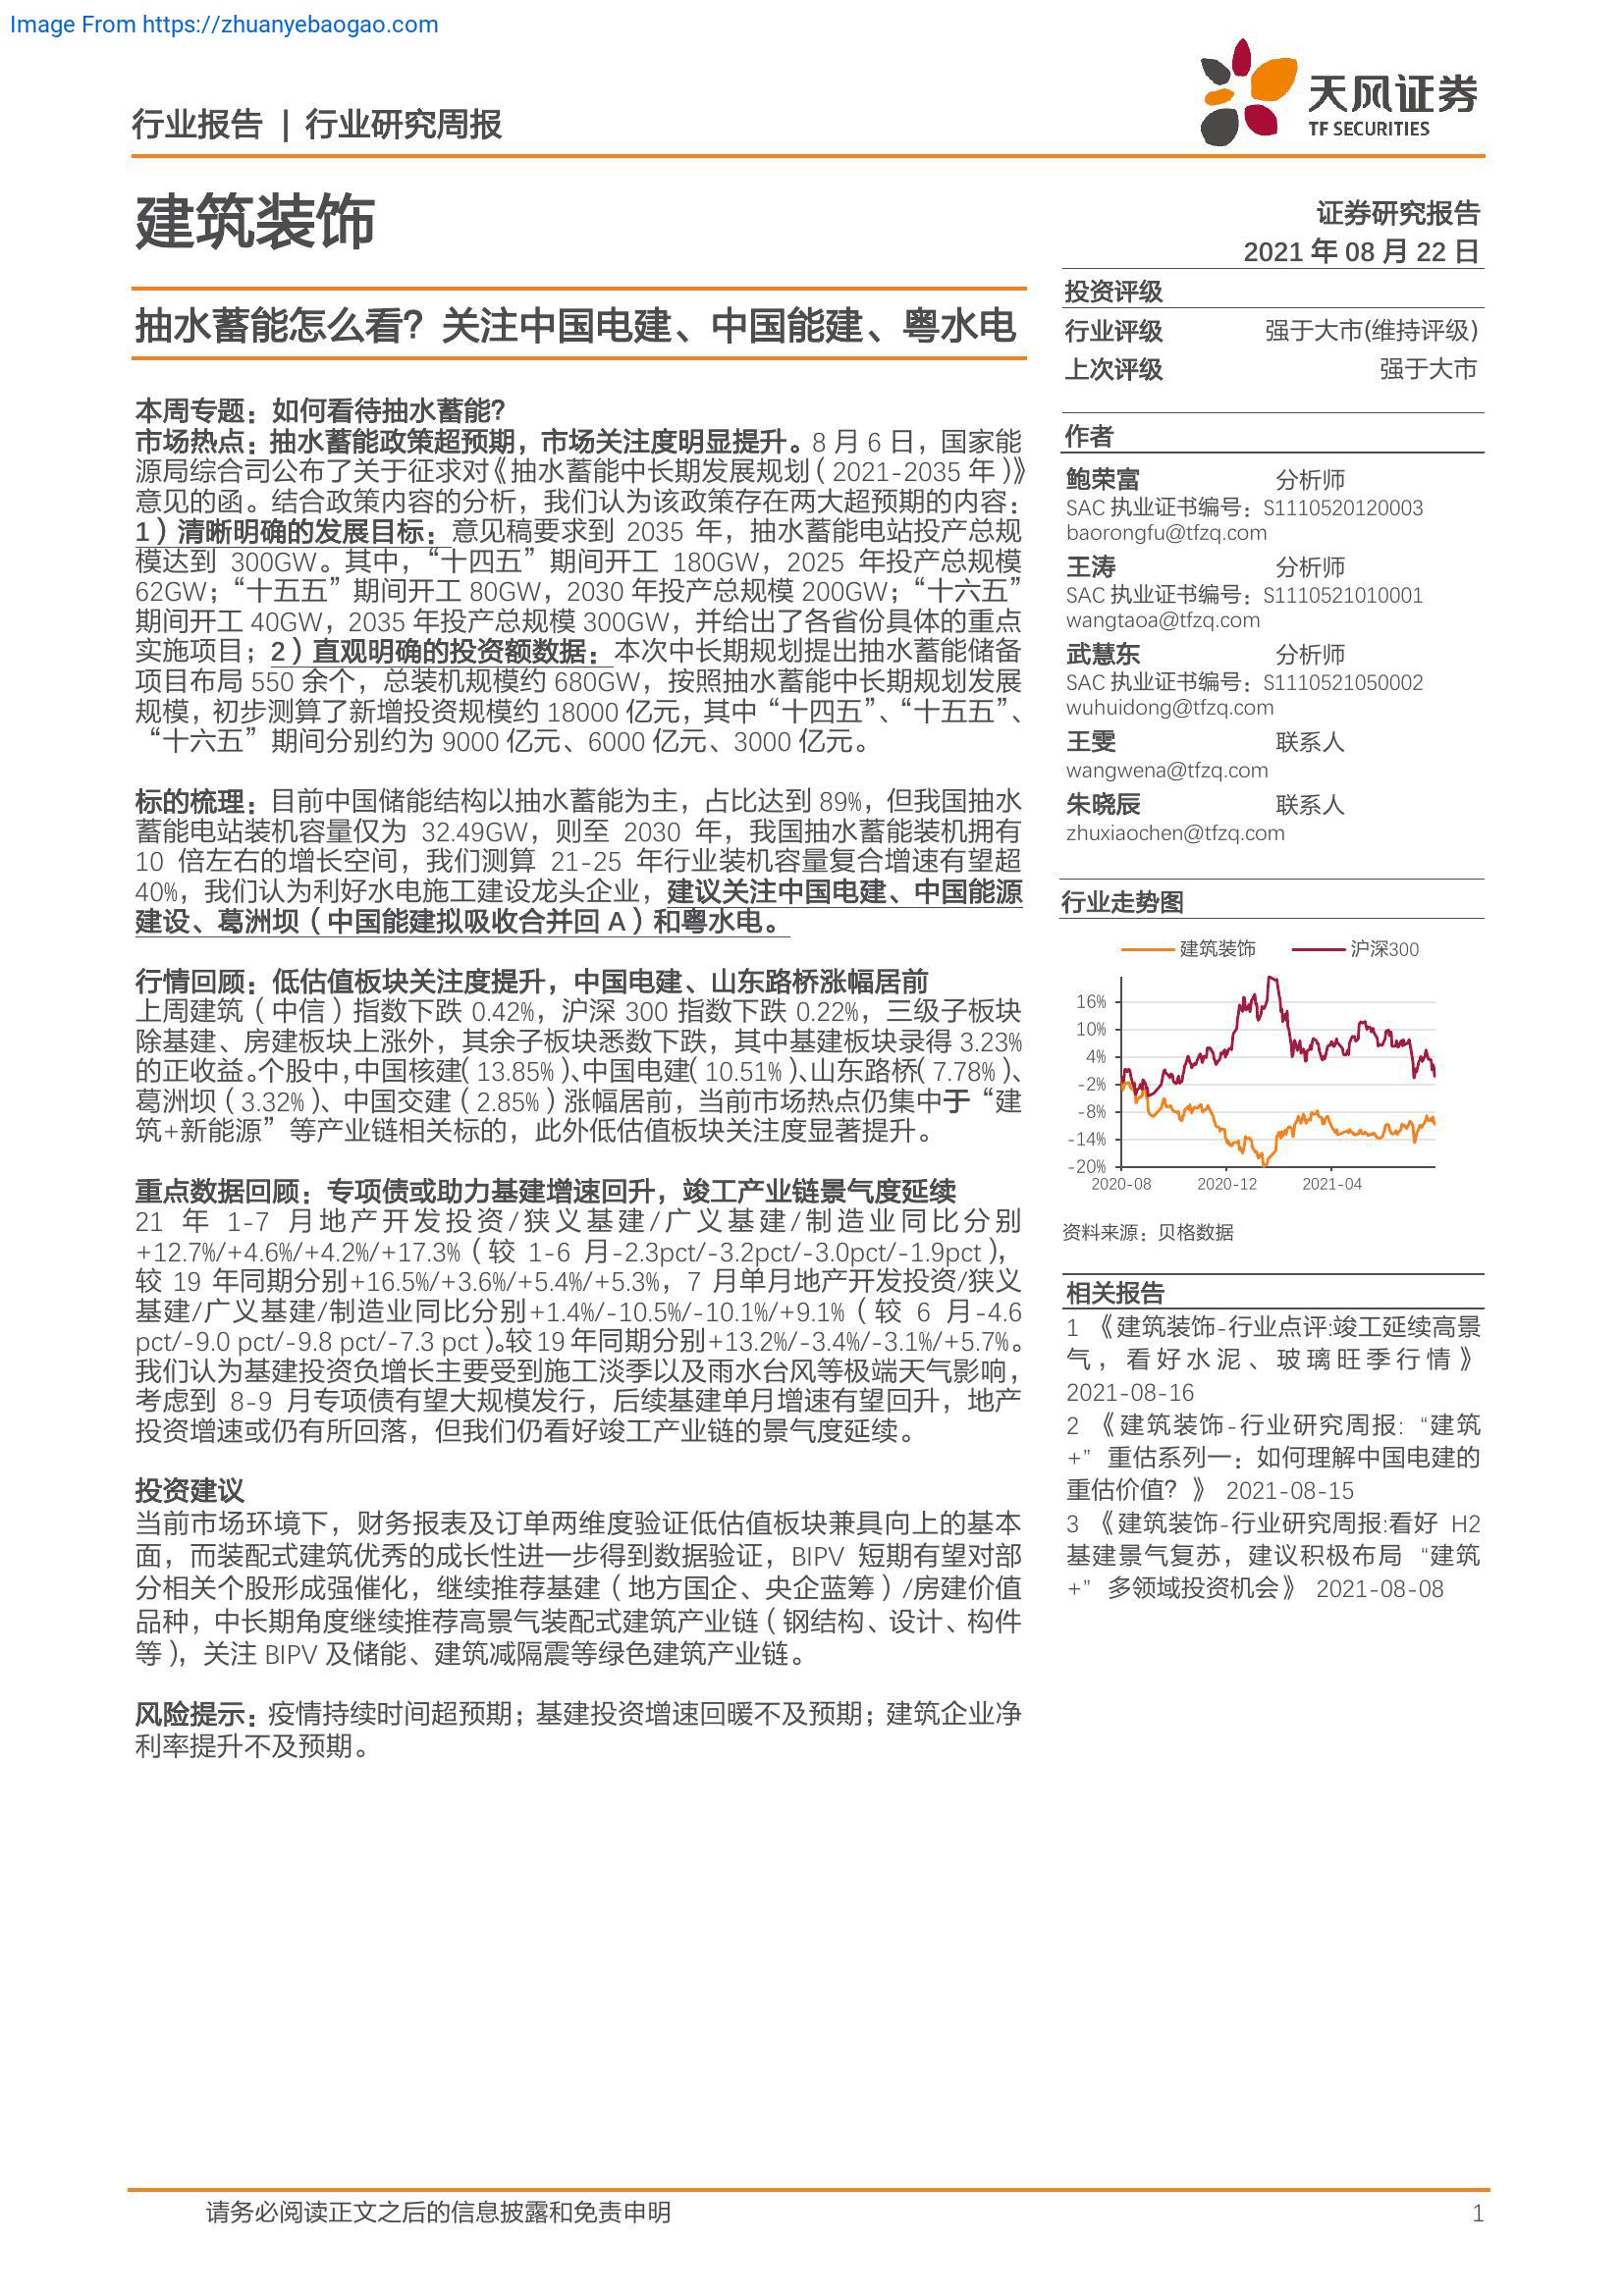 Image From https://zhuanyebaogao.com
行业报告 | 行业研究周报
天风证券
TF SECURITIES
建筑装饰
证券研究报告
2021 年 08 月 22 日
抽水蓄能怎么看？关注中国电建、中国能建、粤水电
本周专题：如何看待抽水蓄能？
市场热点：抽水蓄能政策超预期，市场关注度明显提升。8 月 6 日，国家能
源局综合司公布了关于征求对《抽水蓄能中长期发展规划（2021-2035 年）》
意见的函。结合政策内容的分析，我们认为该政策存在两大超预期的内容：
1）清晰明确的发展目标：意见稿要求到 2035 年，抽水蓄能电站投产总规
模达到 300GW。其中，“十四五”期间开工 180GW，2025 年投产总规模
62GW；“十五五”期间开工 80GW，2030 年投产总规模 200GW；“十六五”
期间开工 40GW，2035 年投产总规模 300GW，并给出了各省份具体的重点
实施项目；2）直观明确的投资额数据：本次中长期规划提出抽水蓄能储备
项目布局 550 余个，总装机规模约 680GW，按照抽水蓄能中长期规划发展
规模，初步测算了新增投资规模约 18000 亿元，其中“十四五”、“十五五”、
“十六五”期间分别约为 9000 亿元、6000 亿元、3000 亿元。
标的梳理：目前中国储能结构以抽水蓄能为主，占比达到 89%，但我国抽水
蓄能电站装机容量仅为 32.49GW，则至 2030 年，我国抽水蓄能装机拥有
10 倍左右的增长空间，我们测算 21-25 年行业装机容量复合增速有望超
40%，我们认为利好水电施工建设龙头企业，建议关注中国电建、中国能源
建设、葛洲坝（中国能建拟吸收合并回 A）和粤水电。
行情回顾：低估值板块关注度提升，中国电建、山东路桥涨幅居前
上周建筑（中信）指数下跌 0.42%，沪深 300 指数下跌 0.22%，三级子板块
除基建、房建板块上涨外，其余子板块悉数下跌，其中基建板块录得 3.23%
的正收益。个股中，中国核建（13.85%）、中国电建（10.51%）、山东路桥（7.78%）、
葛洲坝（3.32%）、中国交建（2.85%）涨幅居前，当前市场热点仍集中于“建
筑+新能源”等产业链相关标的，此外低估值板块关注度显著提升。
重点数据回顾：专项债或助力基建增速回升，竣工产业链景气度延续
21 年 1-7 月地产开发投资/狭义基建/广义基建/制造业同比分别
+12.7%/+4.6%/+4.2%/+17.3%（较 1-6 月-2.3pct/-3.2pct/-3.0pct/-1.9pct），
较 19 年同期分别+16.5%/+3.6%/+5.4%/+5.3%，7 月单月地产开发投资/狭义
基建/广义基建/制造业同比分别+1.4%/-10.5%/-10.1%/+9.1%（较 6 月-4.6
pct/-9.0 pct/-9.8 pct/-7.3 pct）。较 19 年同期分别+13.2%/-3.4%/-3.1%/+5.7%。
我们认为基建投资负增长主要受到施工淡季以及雨水台风等极端天气影响，
考虑到 8-9 月专项债有望大规模发行，后续基建单月增速有望回升，地产
投资增速或仍有所回落，但我们仍看好竣工产业链的景气度延续。
投资建议
当前市场环境下，财务报表及订单两维度验证低估值板块兼具向上的基本
面，而装配式建筑优秀的成长性进一步得到数据验证，BIPV 短期有望对部
分相关个股形成强催化，继续推荐基建（地方国企、央企蓝筹）/房建价值
品种，中长期角度继续推荐高景气装配式建筑产业链（钢结构、设计、构件
等），关注 BIPV 及储能、建筑减隔震等绿色建筑产业链。
风险提示：疫情持续时间超预期；基建投资增速回暖不及预期；建筑企业净
利率提升不及预期。
投资评级
行业评级 强于大市(维持评级)
上次评级 强于大市
作者
鲍荣富 分析师
SAC 执业证书编号：S1110520120003
baorongfu@tfzq.com
王涛 分析师
SAC 执业证书编号：S1110521010001
wangtaoa@tfzq.com
武慧东 分析师
SAC 执业证书编号：S1110521050002
wuhuidong@tfzq.com
王雯 联系人
wangwena@tfzq.com
朱晓辰 联系人
zhuxiaochen@tfzq.com
行业走势图
建筑装饰 沪深300
16%
10%
4%
-2%
-8%
-14%
-20%
2020-08 2020-12 2021-04
资料来源：贝格数据
相关报告
1 《建筑装饰-行业点评:竣工延续高景
气，看好水泥、玻璃旺季行情》
2021-08-16
2 《建筑装饰-行业研究周报:“建筑
+”重估系列一：如何理解中国电建的
重估价值？》 2021-08-15
3 《建筑装饰-行业研究周报:看好 H2
基建景气复苏，建议积极布局 “建筑
+”多领域投资机会》 2021-08-08
请务必阅读正文之后的信息披露和免责申明
1